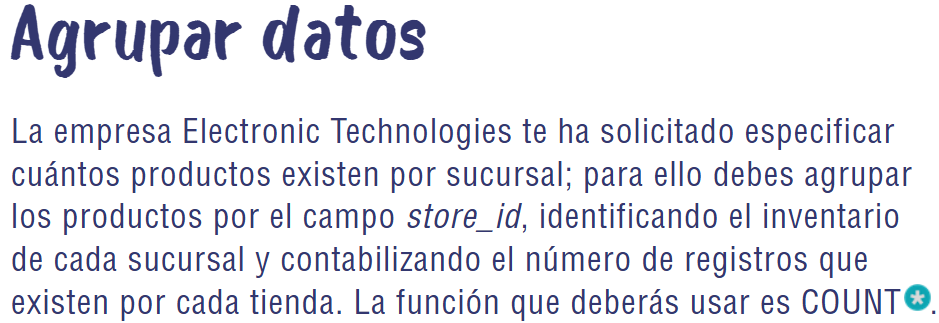 Agrupar datos
La empresa Electronic Technologies te ha solicitado especificar
cuántos productos existen por sucursal; para ello debes agrupar
los productos por el campo store_id, identificando el inventario
de cada sucursal y contabilizando el número de registros que
existen por cada tienda. La función que deberás usar es COUNT*.